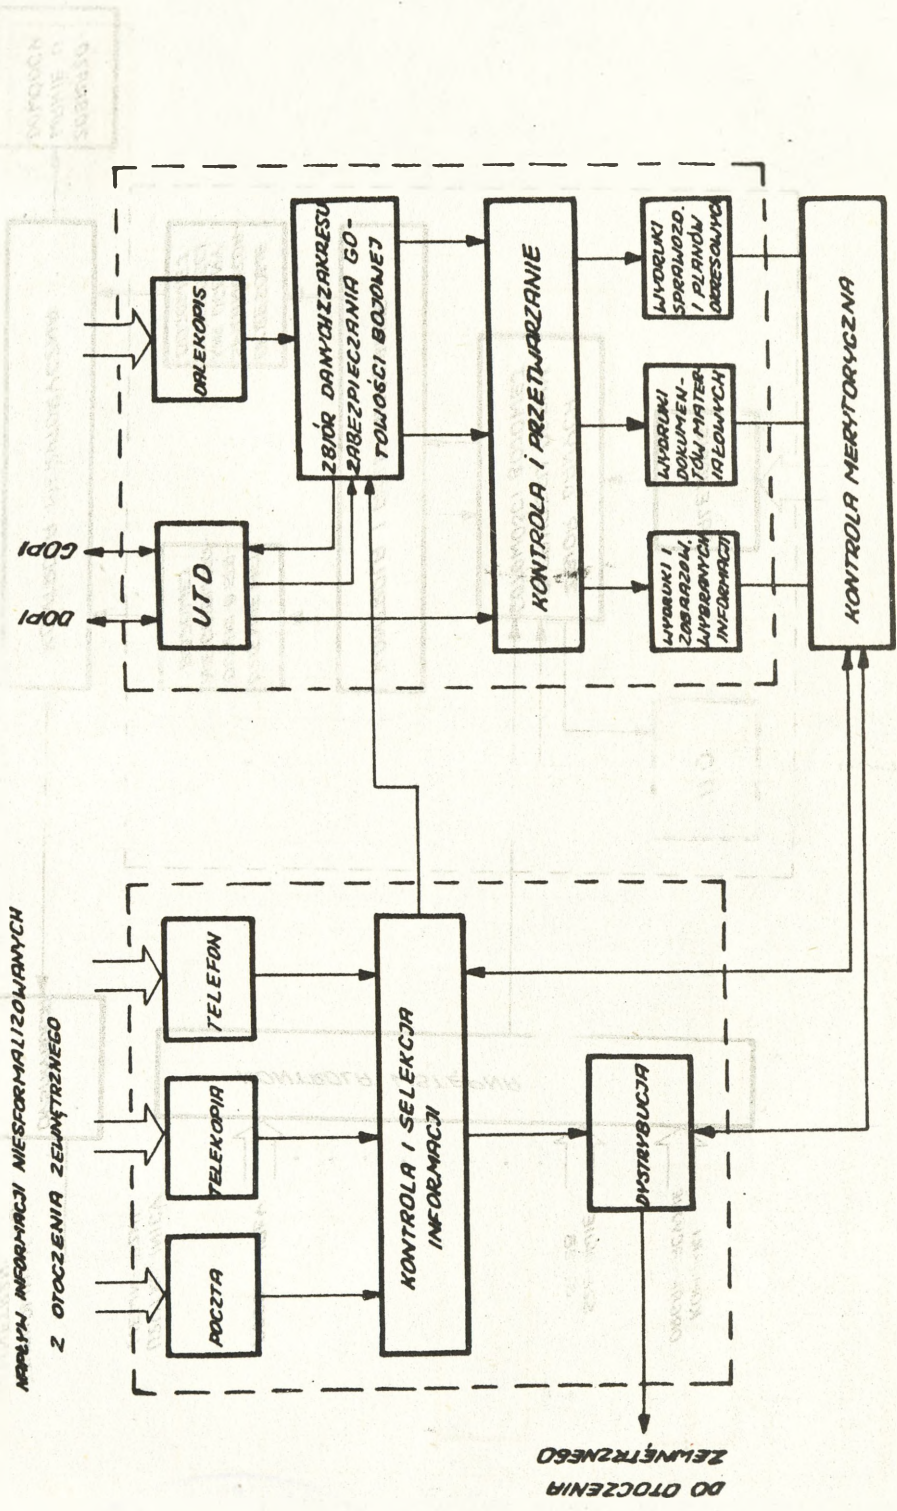 NAPŁYW INFORMACJI NIESFORMALIZOWANYCH
Z OTOCZENIA ZEWNĘTRZNEGO
POCZTA
TELEKOPIA
TELEFON
KONTROLA I SELEKCJA
INFORMACJI
DYSTRYBUCJA
DO OTOCZENIA
ZEWNĘTRZNEGO
DOPI
GOPI
UTD
DALEKOPIS
ZBIÓR DANYCH Z ZAKRESU
ZABEZPIECZANIA GO-
TOWOŚCI BOJOWEJ
KONTROLA i PRZETWARZANIE
WYDRUKI I
ZOBRAZOW.
WYBRANYCH
INFORMACJI
WYDRUKI
DOKUMEN-
TÓW MATER
IAŁOWYCH
WYDRUKI
SPRAWOZD.
I PLANÓW
OKRESOWYCH
KONTROLA MERYTORYCZNA